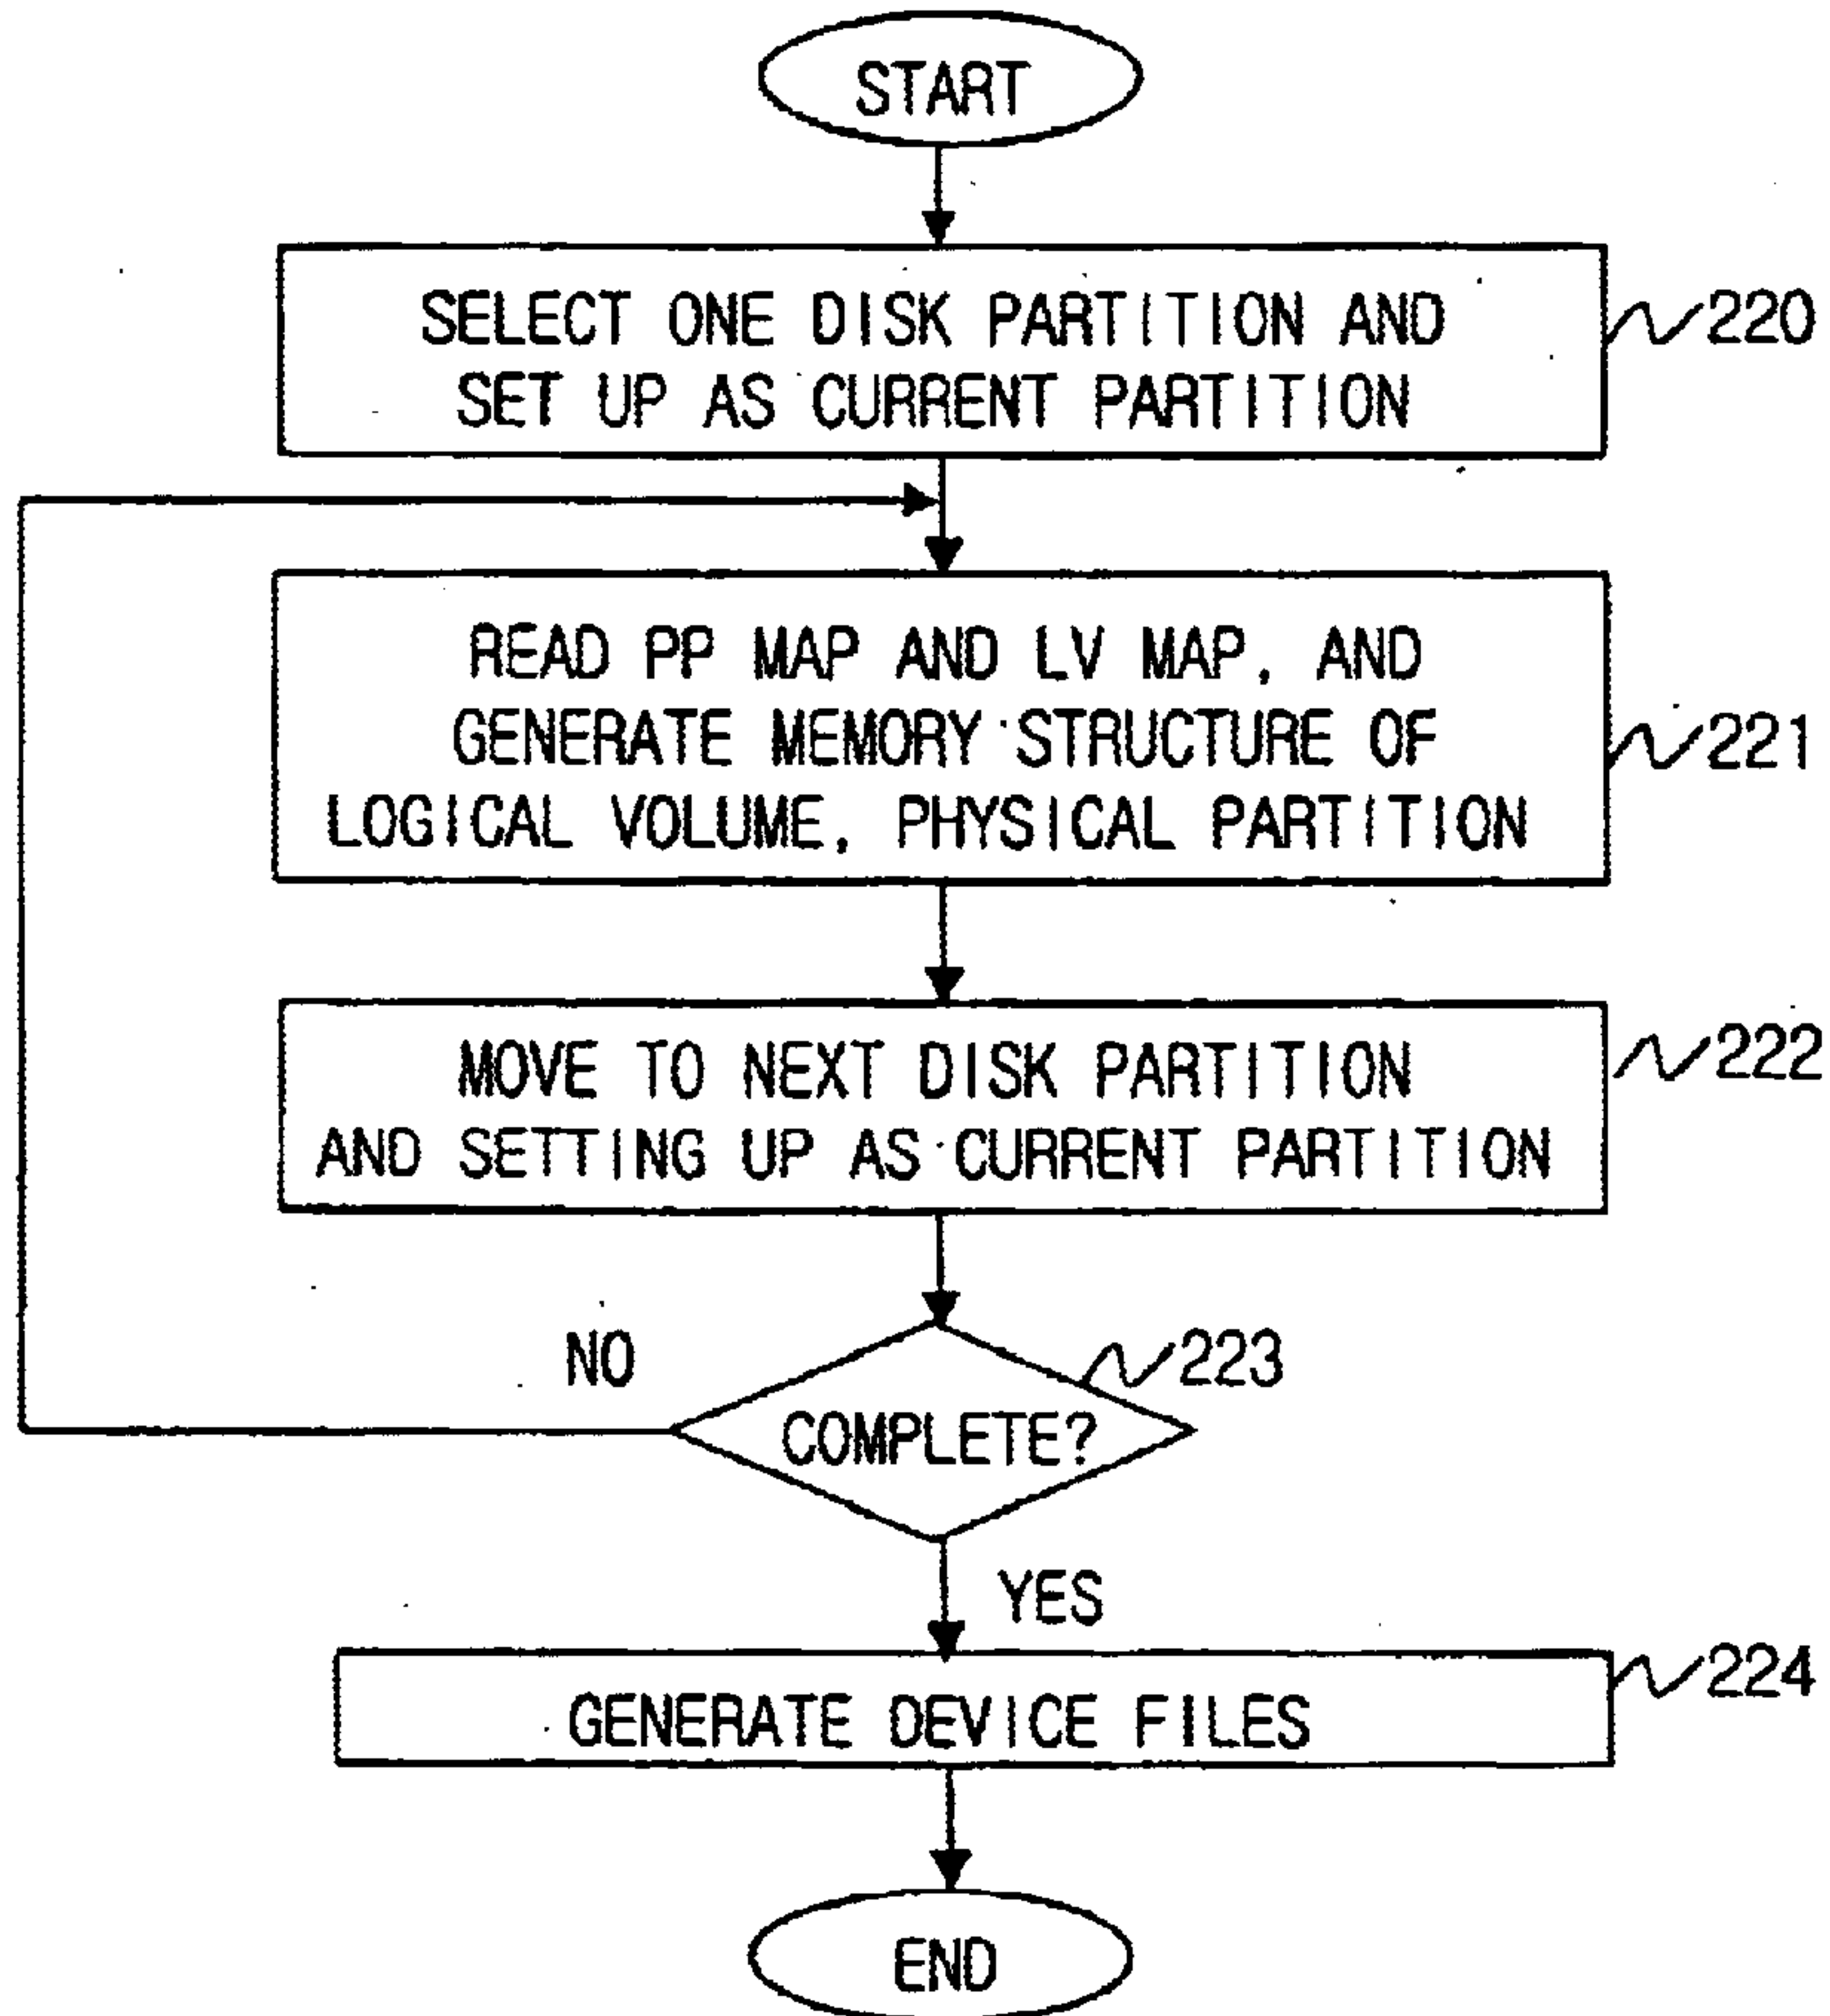 START
SELECT ONE DISK PARTITION AND
SET UP AS CURRENT PARTITION
220
READ PP MAP AND LV MAP, AND
GENERATE MEMORY STRUCTURE OF
LOGICAL VOLUME, PHYSICAL PARTITION
221
MOVE TO NEXT DISK PARTITION
AND SETTING UP AS CURRENT PARTITION
222
NO
223
COMPLETE?
YES
224
GENERATE DEVICE FILES
END